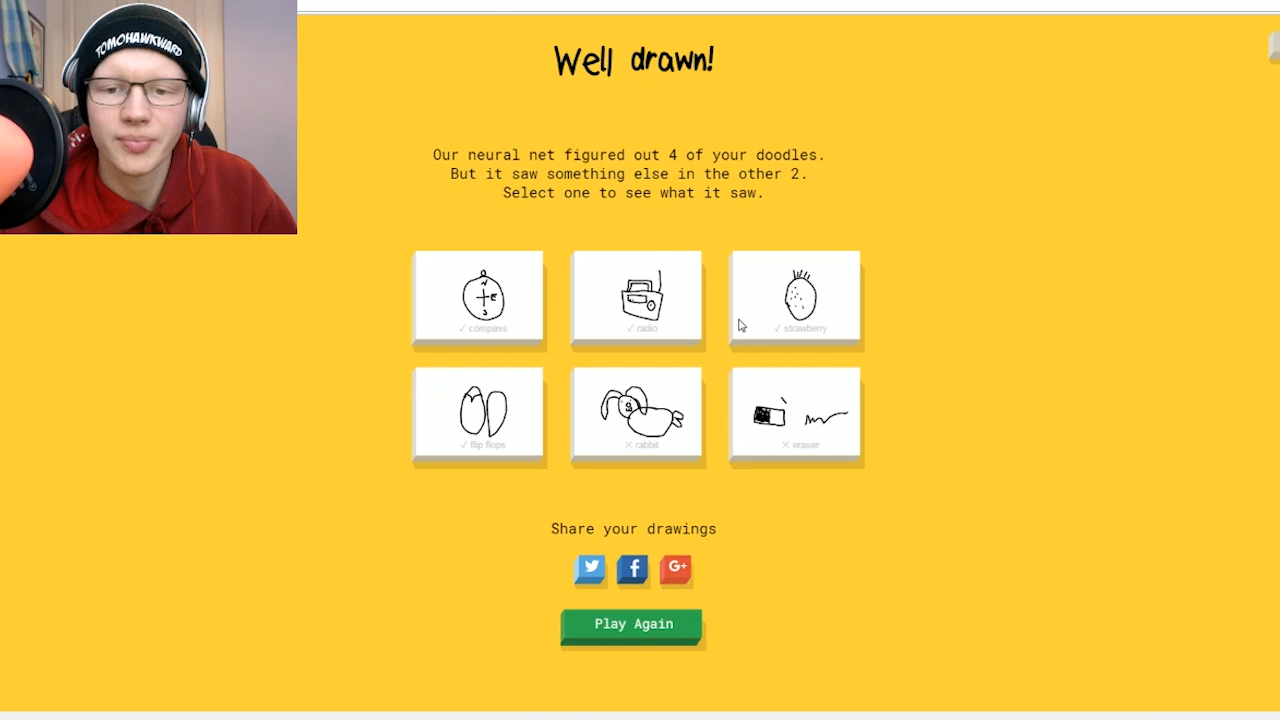 TOMOHAWKWARD
Well drawn!
Our neural net figured out 4 of your doodles.
But it saw something else in the other 2.
Select one to see what it saw.
N
E
S
✓ compass
✓ radio
✓ strawberry
✓ flip flops
✕ rabbit
✕ eraser
Share your drawings
f
G+
Play Again